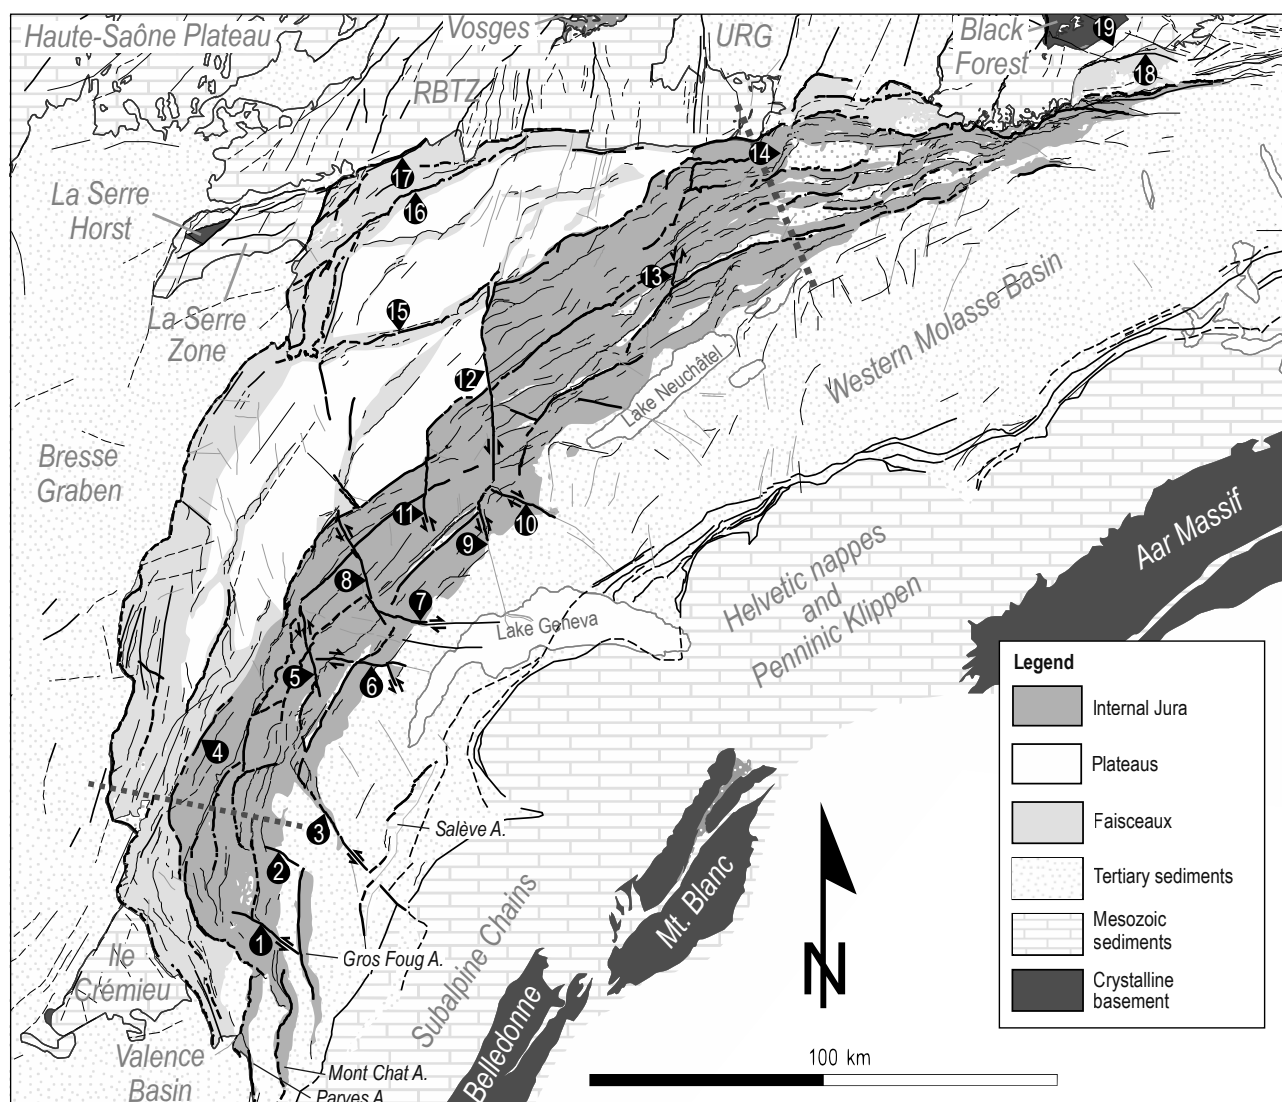 Haute-Saône Plateau
Vosges
URG
Black
Forest
19
18
RBTZ
17
16
14
La Serre
Horst
La Serre
Zone
15
13
12
Lake Neuchâtel
Western Molasse Basin
Bresse
Graben
11
10
9
8
7
Lake Geneva
Helvetic nappes
and
Penninic Klippen
Aar Massif
6
5
4
3
Salève A.
2
1
Gros Foug A.
Ile
Crémieu
Subalpine Chains
Mt. Blanc
Belledonne
Valence
Basin
Mont Chat A.
Parves A.
N
100 km
Legend
Internal Jura
Plateaus
Faisceaux
Tertiary sediments
Mesozoic
sediments
Crystalline
basement